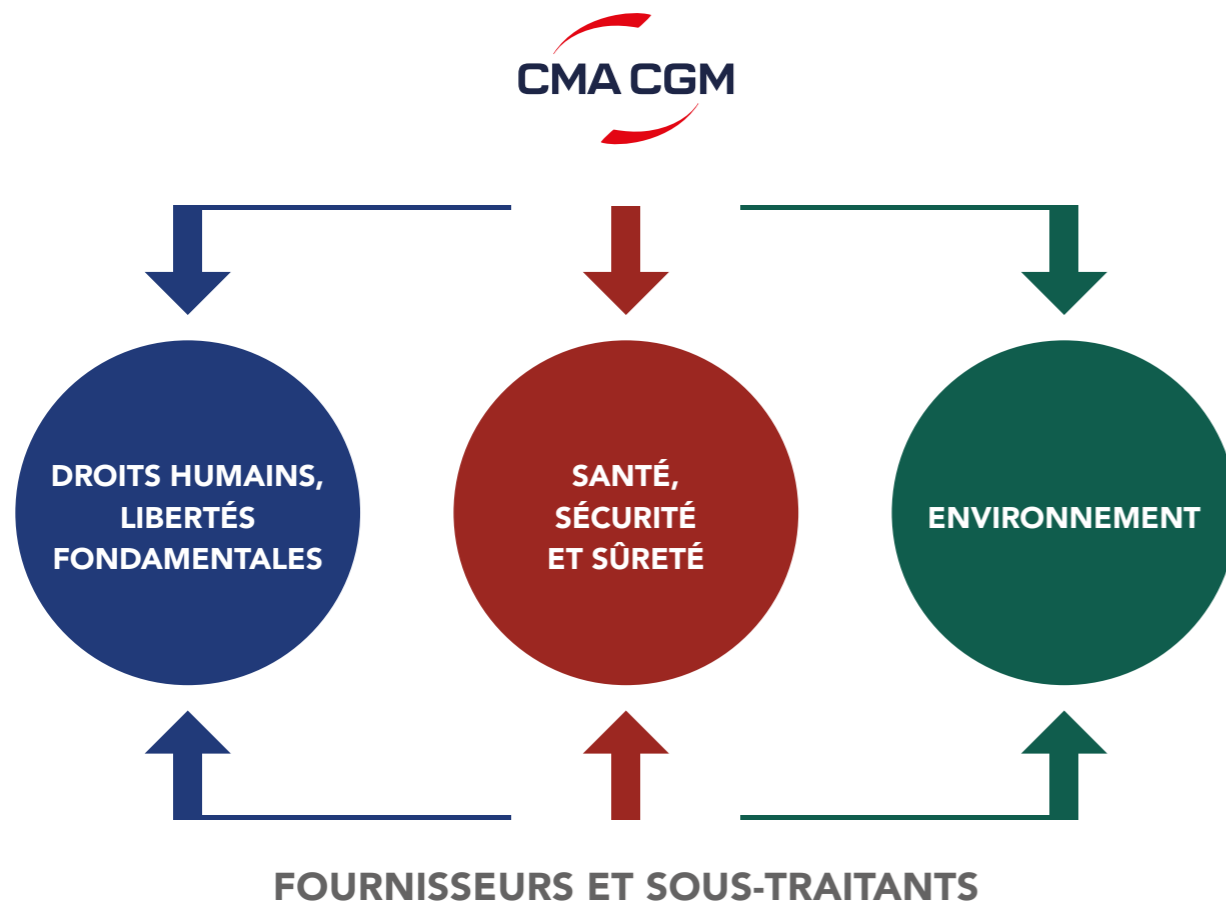 CMA CGM
DROITS HUMAINS,
LIBERTÉS
FONDAMENTALES
SANTÉ,
SÉCURITÉ
ET SÛRETÉ
ENVIRONNEMENT
FOURNISSEURS ET SOUS-TRAITANTS